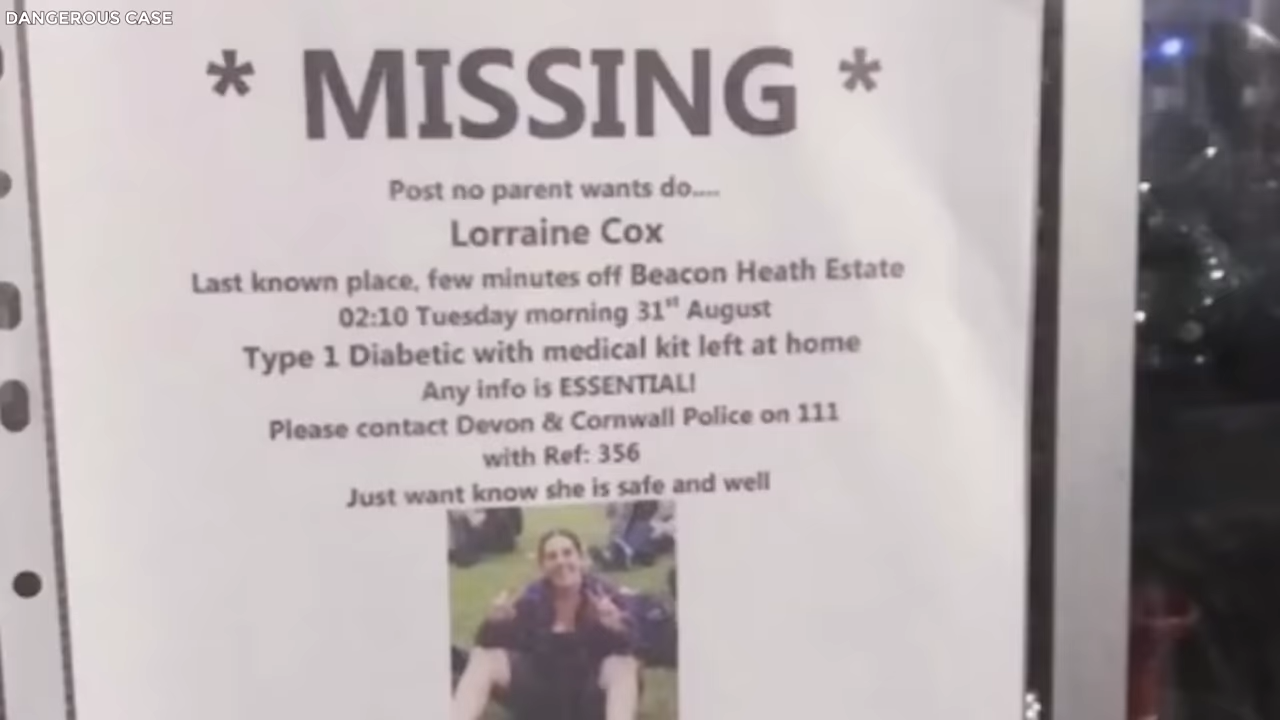 DANGEROUS CASE
* MISSING *
Post no parent wants do....
Lorraine Cox
Last known place, few minutes off Beacon Heath Estate
02:10 Tuesday morning 31st August
Type 1 Diabetic with medical kit left at home
Any info is ESSENTIAL!
Please contact Devon & Cornwall Police on 111
with Ref: 356
Just want know she is safe and well